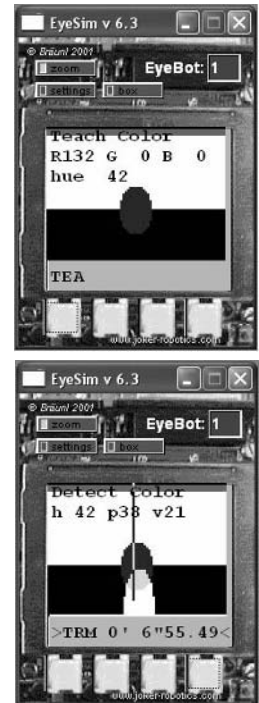 EyeSim v 6.3
© Bräunl 2001
zoom
EyeBot: 1
settings box
Teach Color
R132 G 0 B 0
hue 42
TEA
www.joker-robotics.com
EyeSim v 6.3
© Bräunl 2001
zoom
EyeBot: 1
settings box
Detect Color
h 42 p38 v21
>TRM 0' 6"55.49<
www.joker-robotics.com